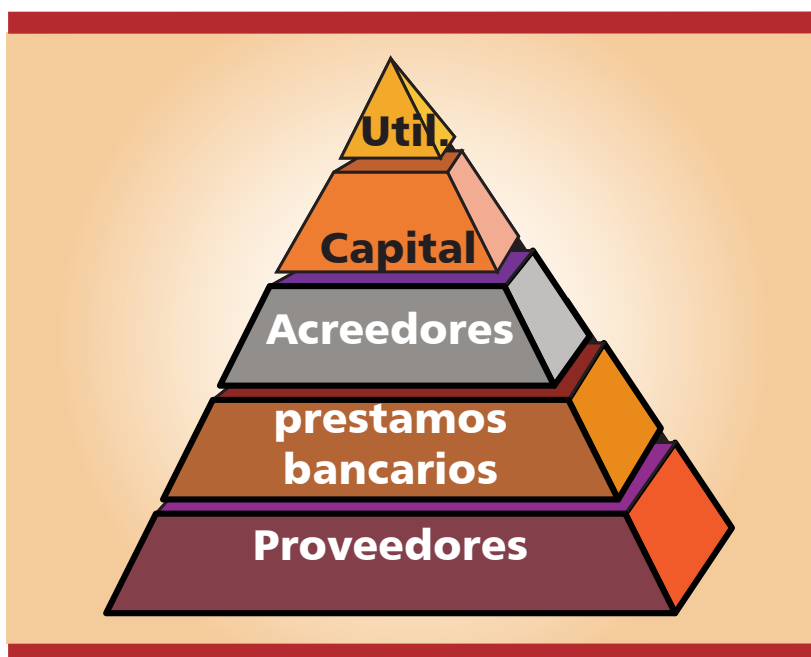 Util.
Capital
Acreedores
prestamos
bancarios
Proveedores